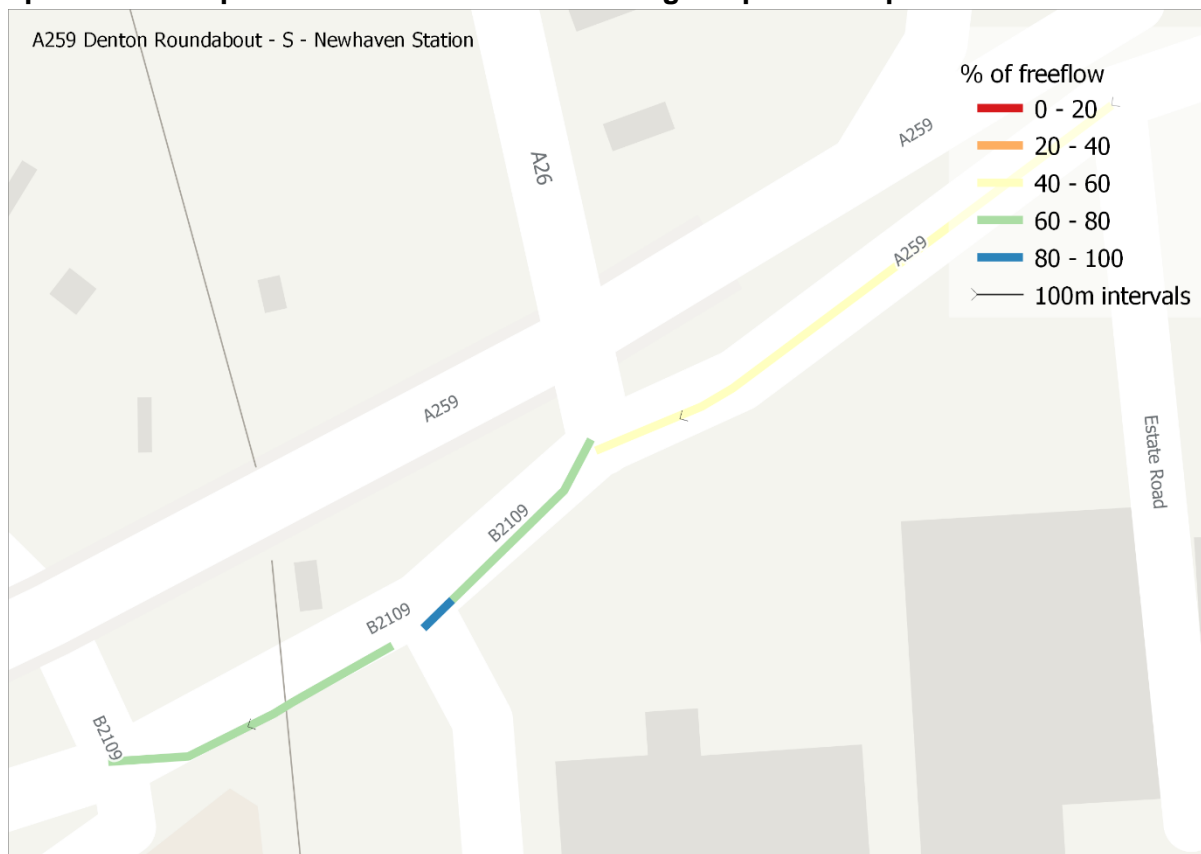 A259 Denton Roundabout - S - Newhaven Station
% of freeflow
0 - 20
20 - 40
40 - 60
60 - 80
80 - 100
100m intervals
A259
A26
A259
A259
Estate Road
B2109
B2109
B2109